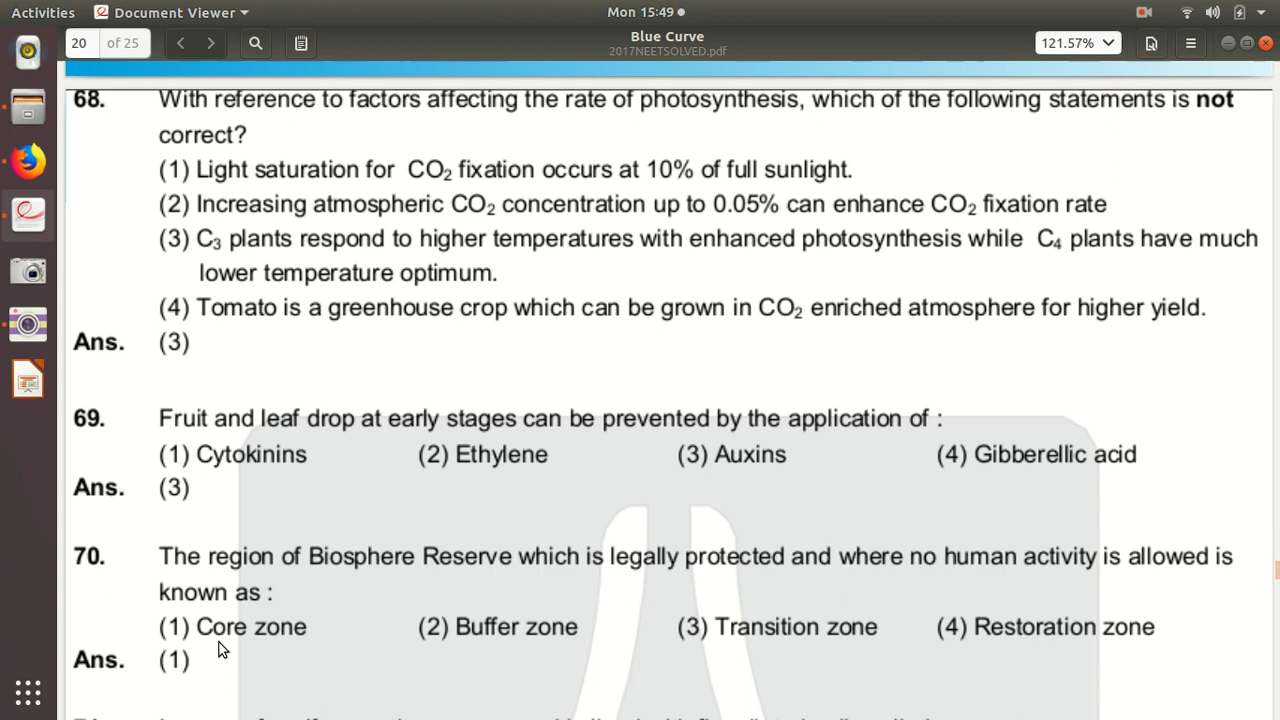 Activities Document Viewer Mon 15:49
20 of 25 Blue Curve 121.57%
2017NEETSOLVED.pdf
68. With reference to factors affecting the rate of photosynthesis, which of the following statements is not
correct?
(1) Light saturation for CO₂ fixation occurs at 10% of full sunlight.
(2) Increasing atmospheric CO₂ concentration up to 0.05% can enhance CO₂ fixation rate
(3) C₃ plants respond to higher temperatures with enhanced photosynthesis while C₄ plants have much
lower temperature optimum.
(4) Tomato is a greenhouse crop which can be grown in CO₂ enriched atmosphere for higher yield.
Ans. (3)
69. Fruit and leaf drop at early stages can be prevented by the application of :
(1) Cytokinins (2) Ethylene (3) Auxins (4) Gibberellic acid
Ans. (3)
70. The region of Biosphere Reserve which is legally protected and where no human activity is allowed is
known as :
(1) Core zone (2) Buffer zone (3) Transition zone (4) Restoration zone
Ans. (1)